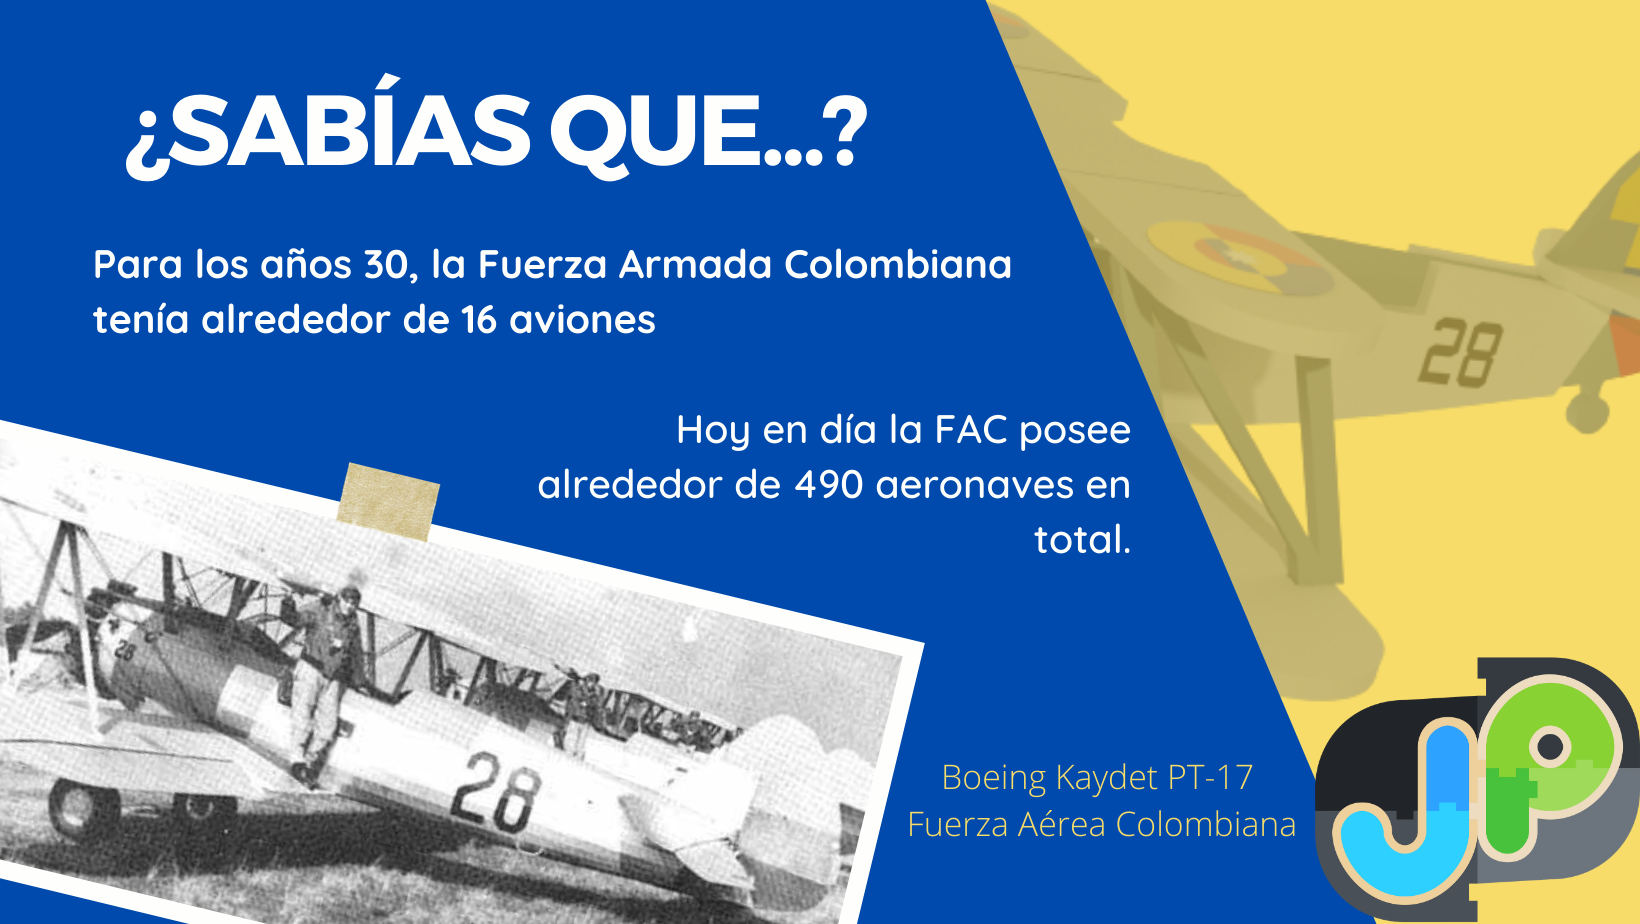 ¿SABÍAS QUE...?
Para los años 30, la Fuerza Armada Colombiana
tenía alrededor de 16 aviones
Hoy en día la FAC posee
alrededor de 490 aeronaves en
total.
28
28
28
Boeing Kaydet PT-17
Fuerza Aérea Colombiana
JP